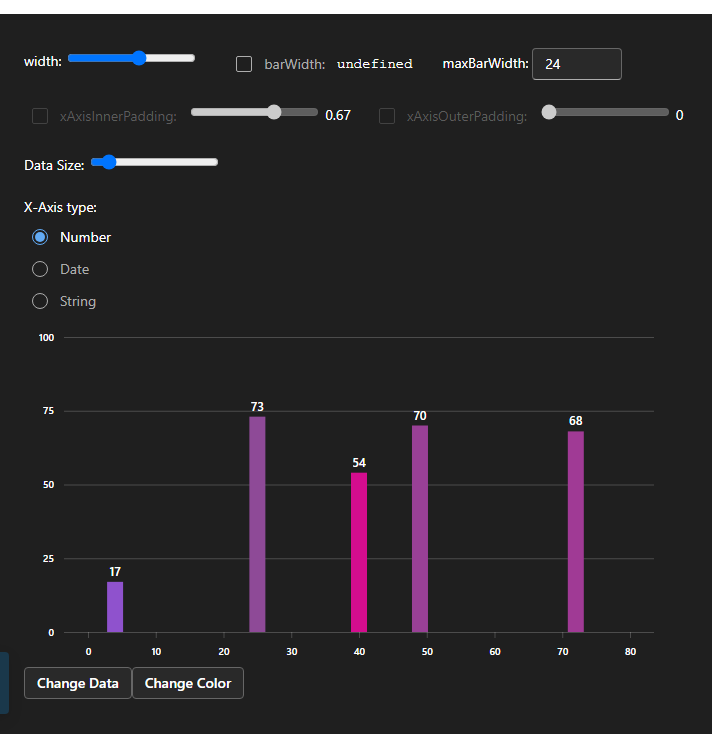 width: barWidth: undefined maxBarWidth: 24
xAxisInnerPadding: 0.67 xAxisOuterPadding: 0
Data Size:
X-Axis type:
Number
Date
String
100
73
70
68
75
54
50
17
25
0
0 10 20 30 40 50 60 70 80
Change Data Change Color